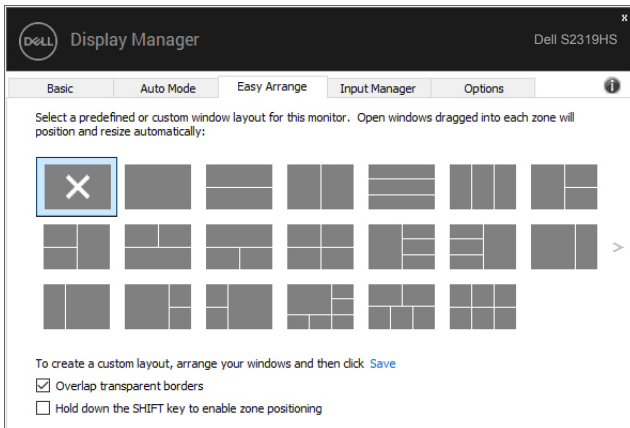 x
DELL Display Manager Dell S2319HS
Basic Auto Mode Easy Arrange Input Manager Options i
Select a predefined or custom window layout for this monitor. Open windows dragged into each zone will
position and resize automatically:
>
To create a custom layout, arrange your windows and then click Save
Overlap transparent borders
Hold down the SHIFT key to enable zone positioning